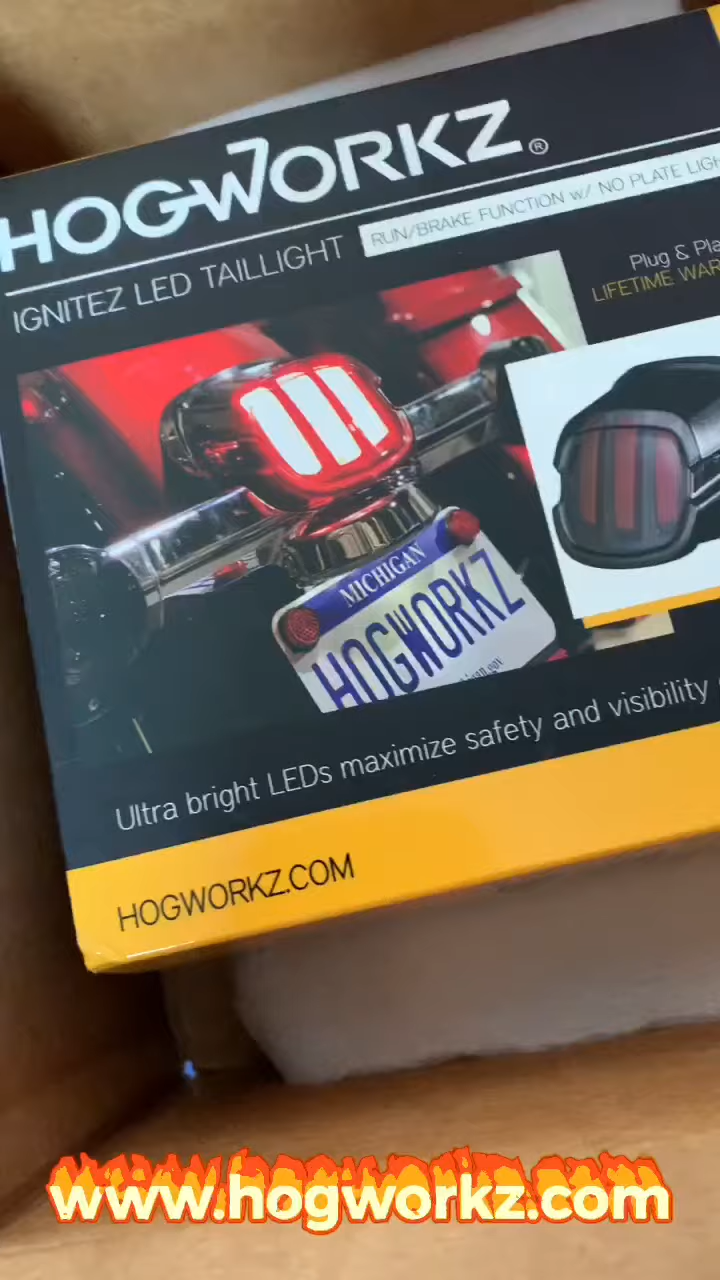 HOGWORKZ®
IGNITEZ LED TAILLIGHT
RUN/BRAKE FUNCTION w/ NO PLATE LIGH
Plug & Pla
LIFETIME WAR
MICHIGAN
HOGWORKZ
Ultra bright LEDs maximize safety and visibility
HOGWORKZ.COM
www.hogworkz.com